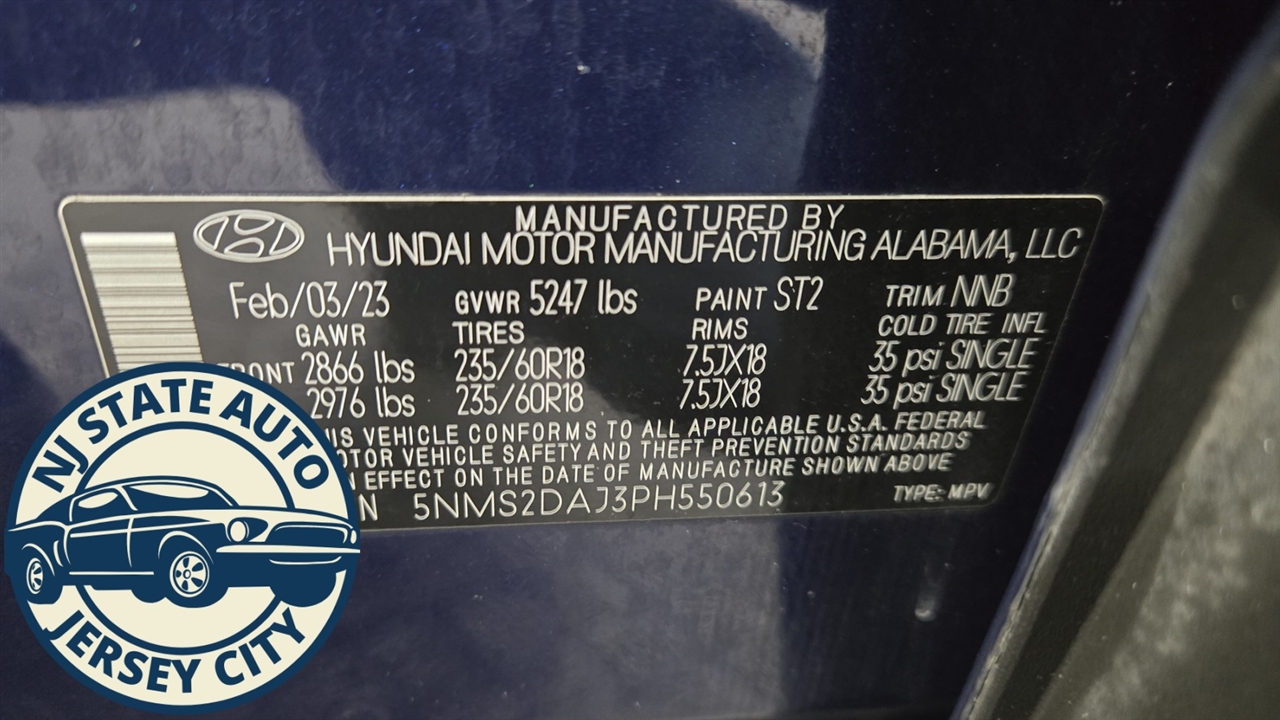 MANUFACTURED BY
HYUNDAI MOTOR MANUFACTURING ALABAMA, LLC
Feb/03/23 GVWR 5247 lbs PAINT ST2 TRIM NNB
GAWR TIRES RIMS COLD TIRE INFL
FRONT 2866 lbs 235/60R18 7.5JX18 35 psi SINGLE
2976 lbs 235/60R18 7.5JX18 35 psi SINGLE
IS VEHICLE CONFORMS TO ALL APPLICABLE U.S.A. FEDERAL
OTOR VEHICLE SAFETY AND THEFT PREVENTION STANDARDS
N EFFECT ON THE DATE OF MANUFACTURE SHOWN ABOVE
N 5NMS2DAJ3PH550613 TYPE: MPV
NJ STATE AUTO
JERSEY CITY